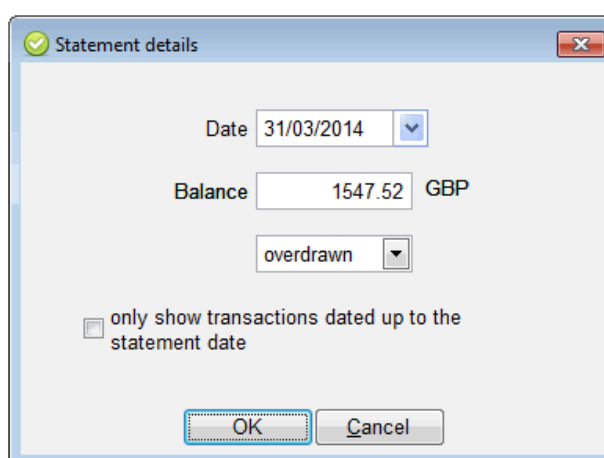 Statement details
Date 31/03/2014
Balance 1547.52 GBP
overdrawn
only show transactions dated up to the
statement date
OK Cancel